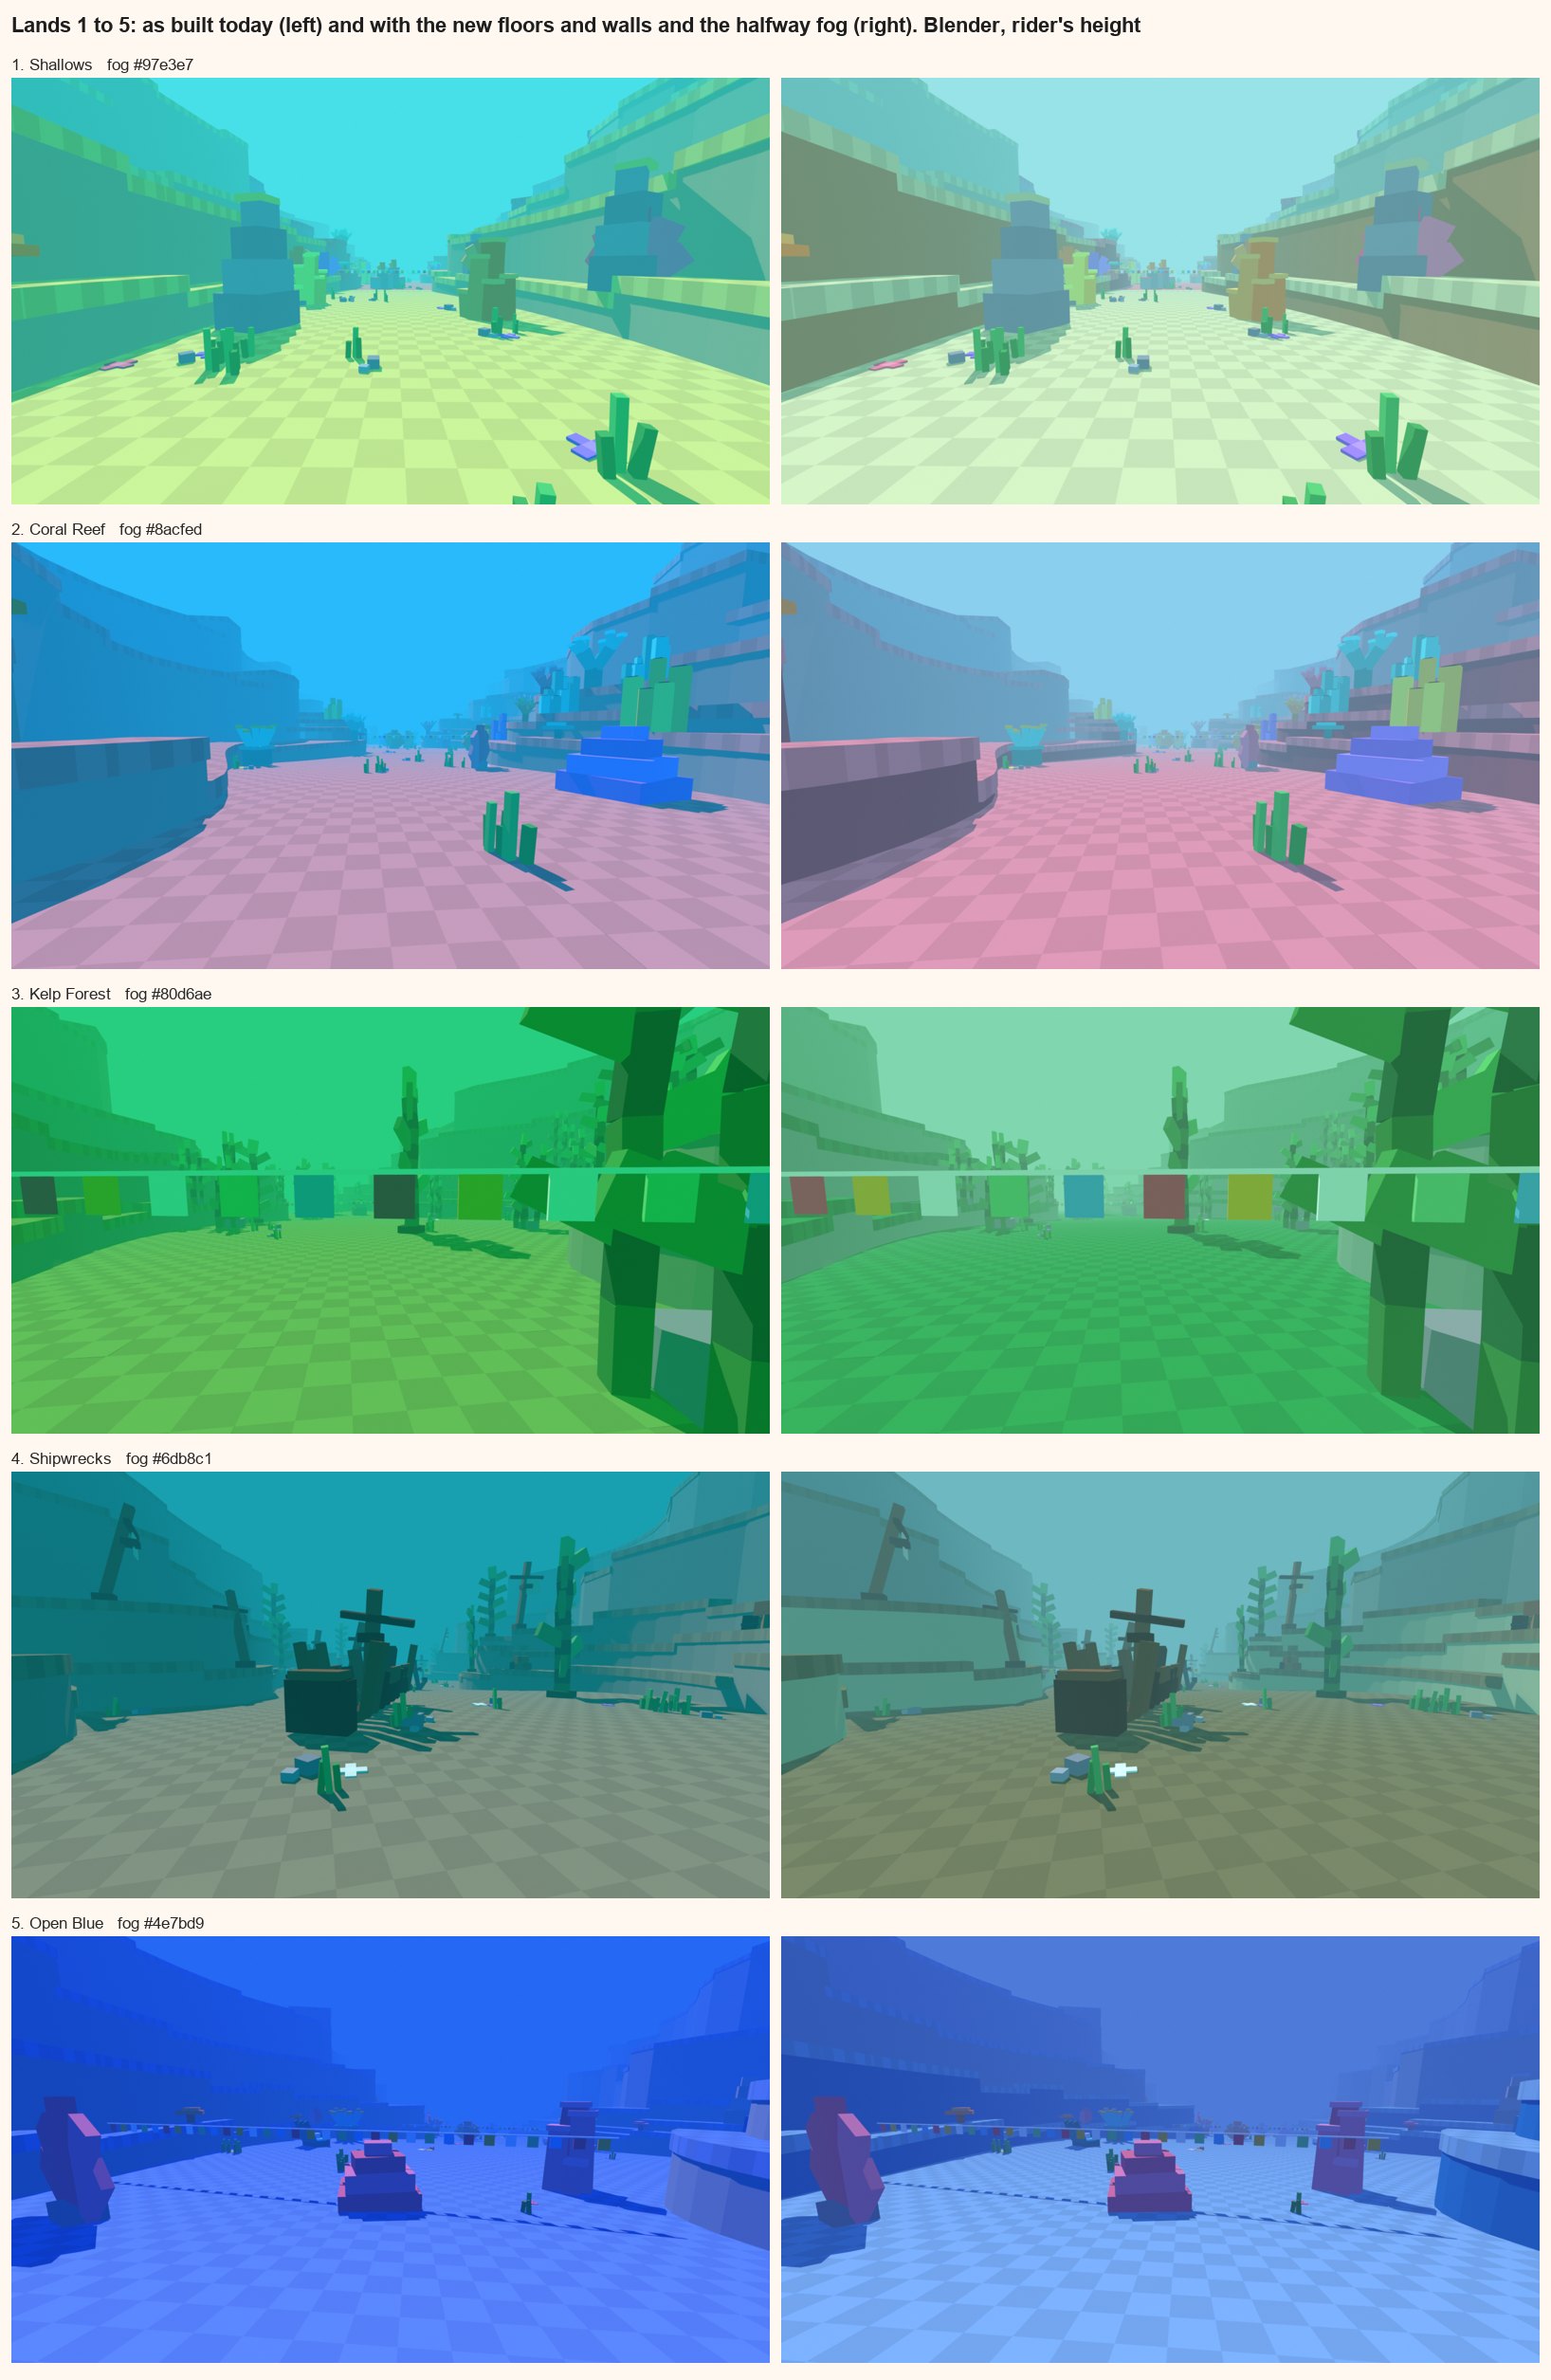 Lands 1 to 5: as built today (left) and with the new floors and walls and the halfway fog (right). Blender, rider's height
1. Shallows fog #97e3e7
2. Coral Reef fog #8acfed
3. Kelp Forest fog #80d6ae
4. Shipwrecks fog #6db8c1
5. Open Blue fog #4e7bd9